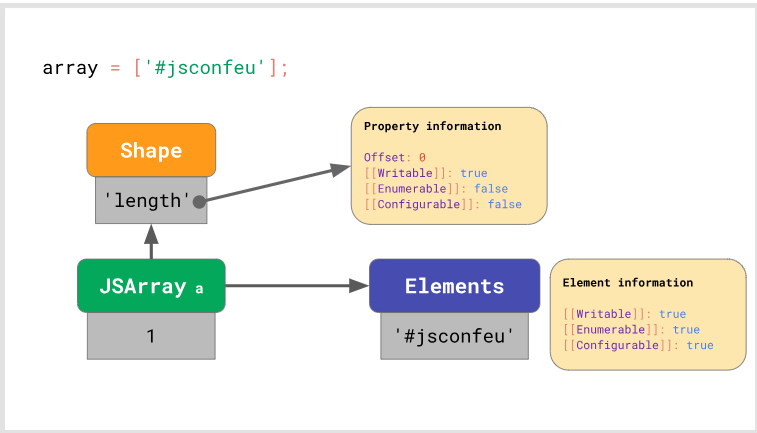 array = ['#jsconfeu'];
Shape
'length'
Property information
Offset: 0
[[Writable]]: true
[[Enumerable]]: false
[[Configurable]]: false
JSArray a
1
Elements
'#jsconfeu'
Element information
[[Writable]]: true
[[Enumerable]]: true
[[Configurable]]: true